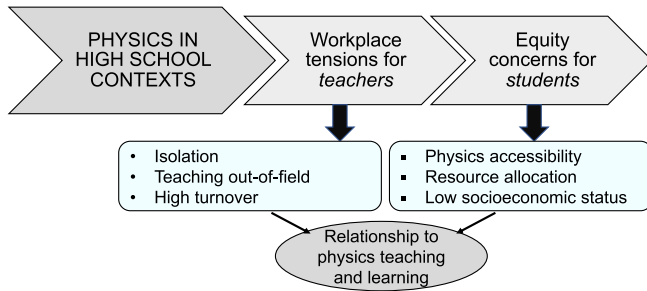 PHYSICS IN
HIGH SCHOOL
CONTEXTS
Workplace
tensions for
teachers
Equity
concerns for
students
• Isolation
• Teaching out-of-field
• High turnover
▪ Physics accessibility
▪ Resource allocation
▪ Low socioeconomic status
Relationship to
physics teaching
and learning